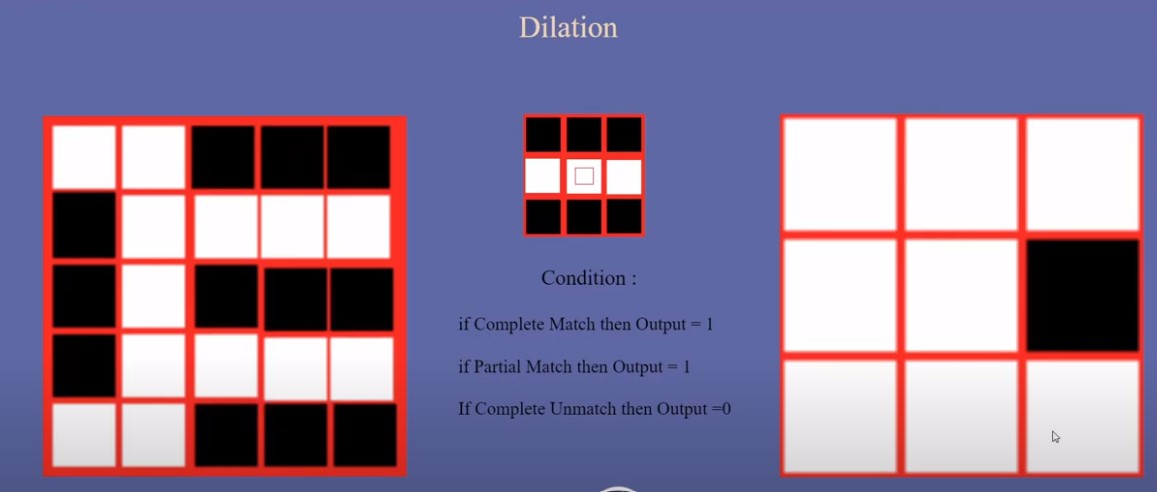 Dilation
Condition :
if Complete Match then Output = 1
if Partial Match then Output = 1
If Complete Unmatch then Output =0